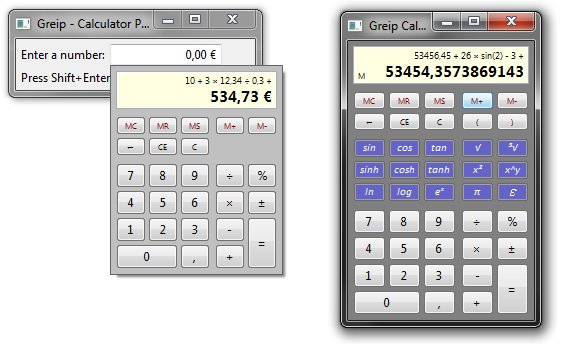 Greip - Calculator P...
Enter a number: 0,00 €
Press Shift+Enter
10 + 3 × 12,34 ÷ 0,3 +
534,73 €
MC MR MS M+ M-
← CE C
7 8 9 ÷ %
4 5 6 × ±
1 2 3 - =
0 , +
Greip Cal...
53456,45 + 26 × sin(2) - 3 +
M 53454,3573869143
MC MR MS M+ M-
← CE C ( )
sin cos tan √ ³√
sinh cosh tanh x² x^y
ln log eˣ π ℰ
7 8 9 ÷ %
4 5 6 × ±
1 2 3 - =
0 , +